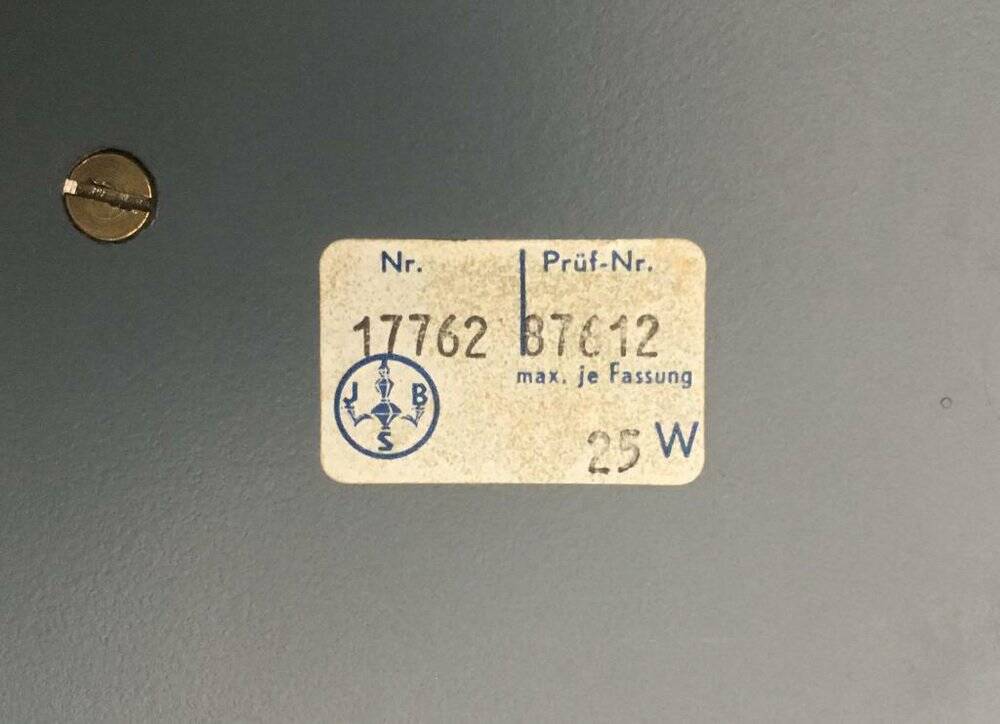 Nr. Prüf-Nr.
17762 87612
max. je Fassung
J B
S
25 W